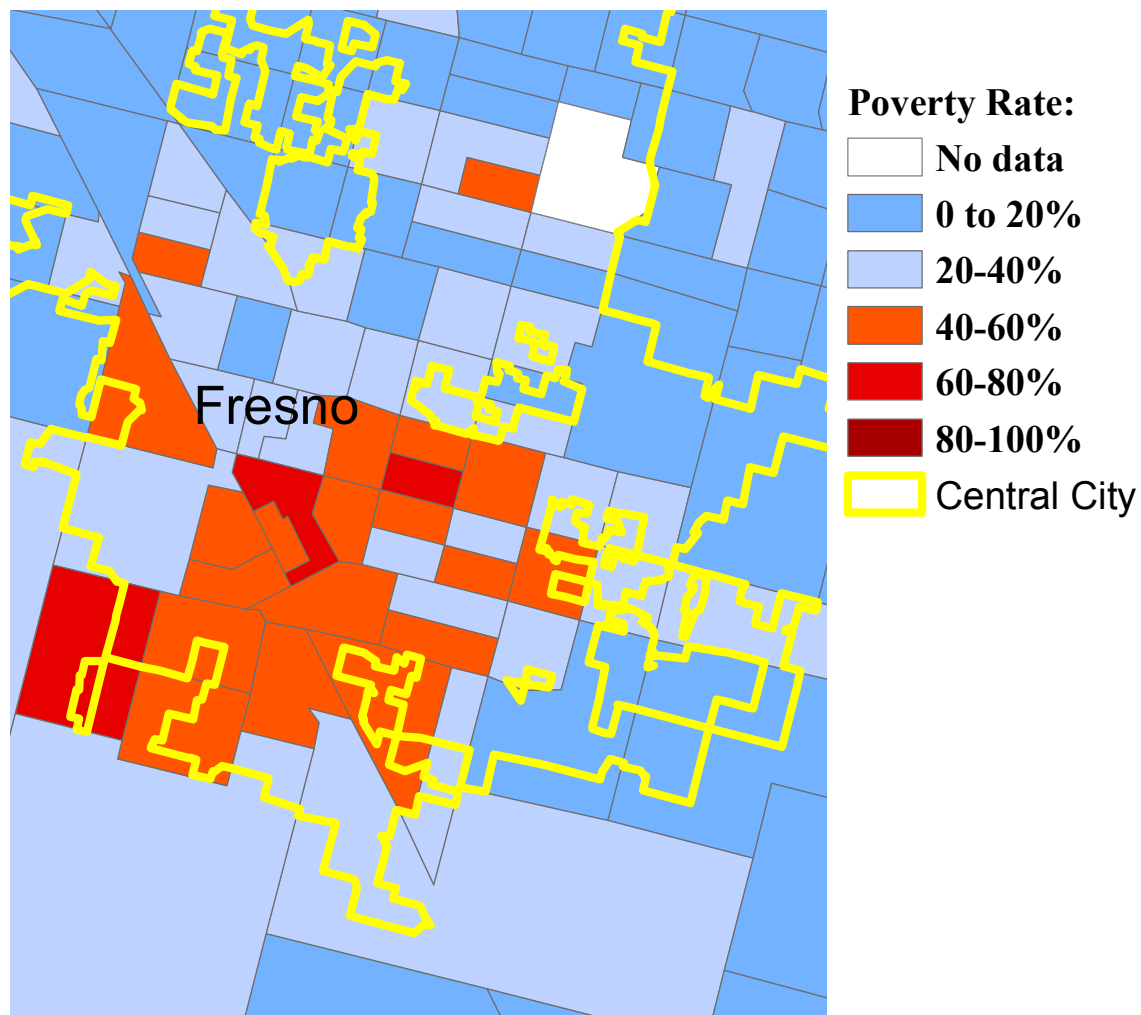 Poverty Rate:
No data
0 to 20%
20-40%
40-60%
60-80%
80-100%
Central City
Fresno